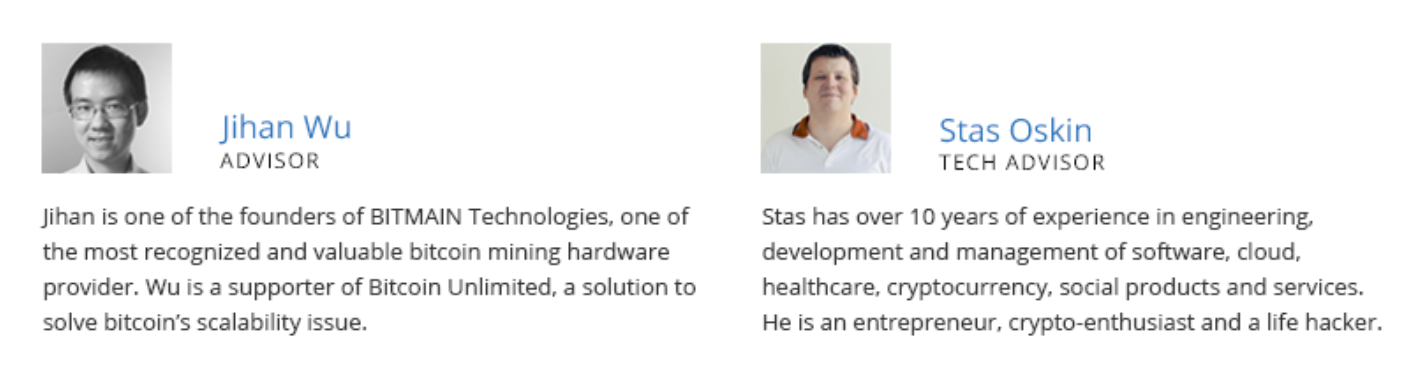 Jihan Wu
ADVISOR
Jihan is one of the founders of BITMAIN Technologies, one of
the most recognized and valuable bitcoin mining hardware
provider. Wu is a supporter of Bitcoin Unlimited, a solution to
solve bitcoin’s scalability issue.
Stas Oskin
TECH ADVISOR
Stas has over 10 years of experience in engineering,
development and management of software, cloud,
healthcare, cryptocurrency, social products and services.
He is an entrepreneur, crypto-enthusiast and a life hacker.